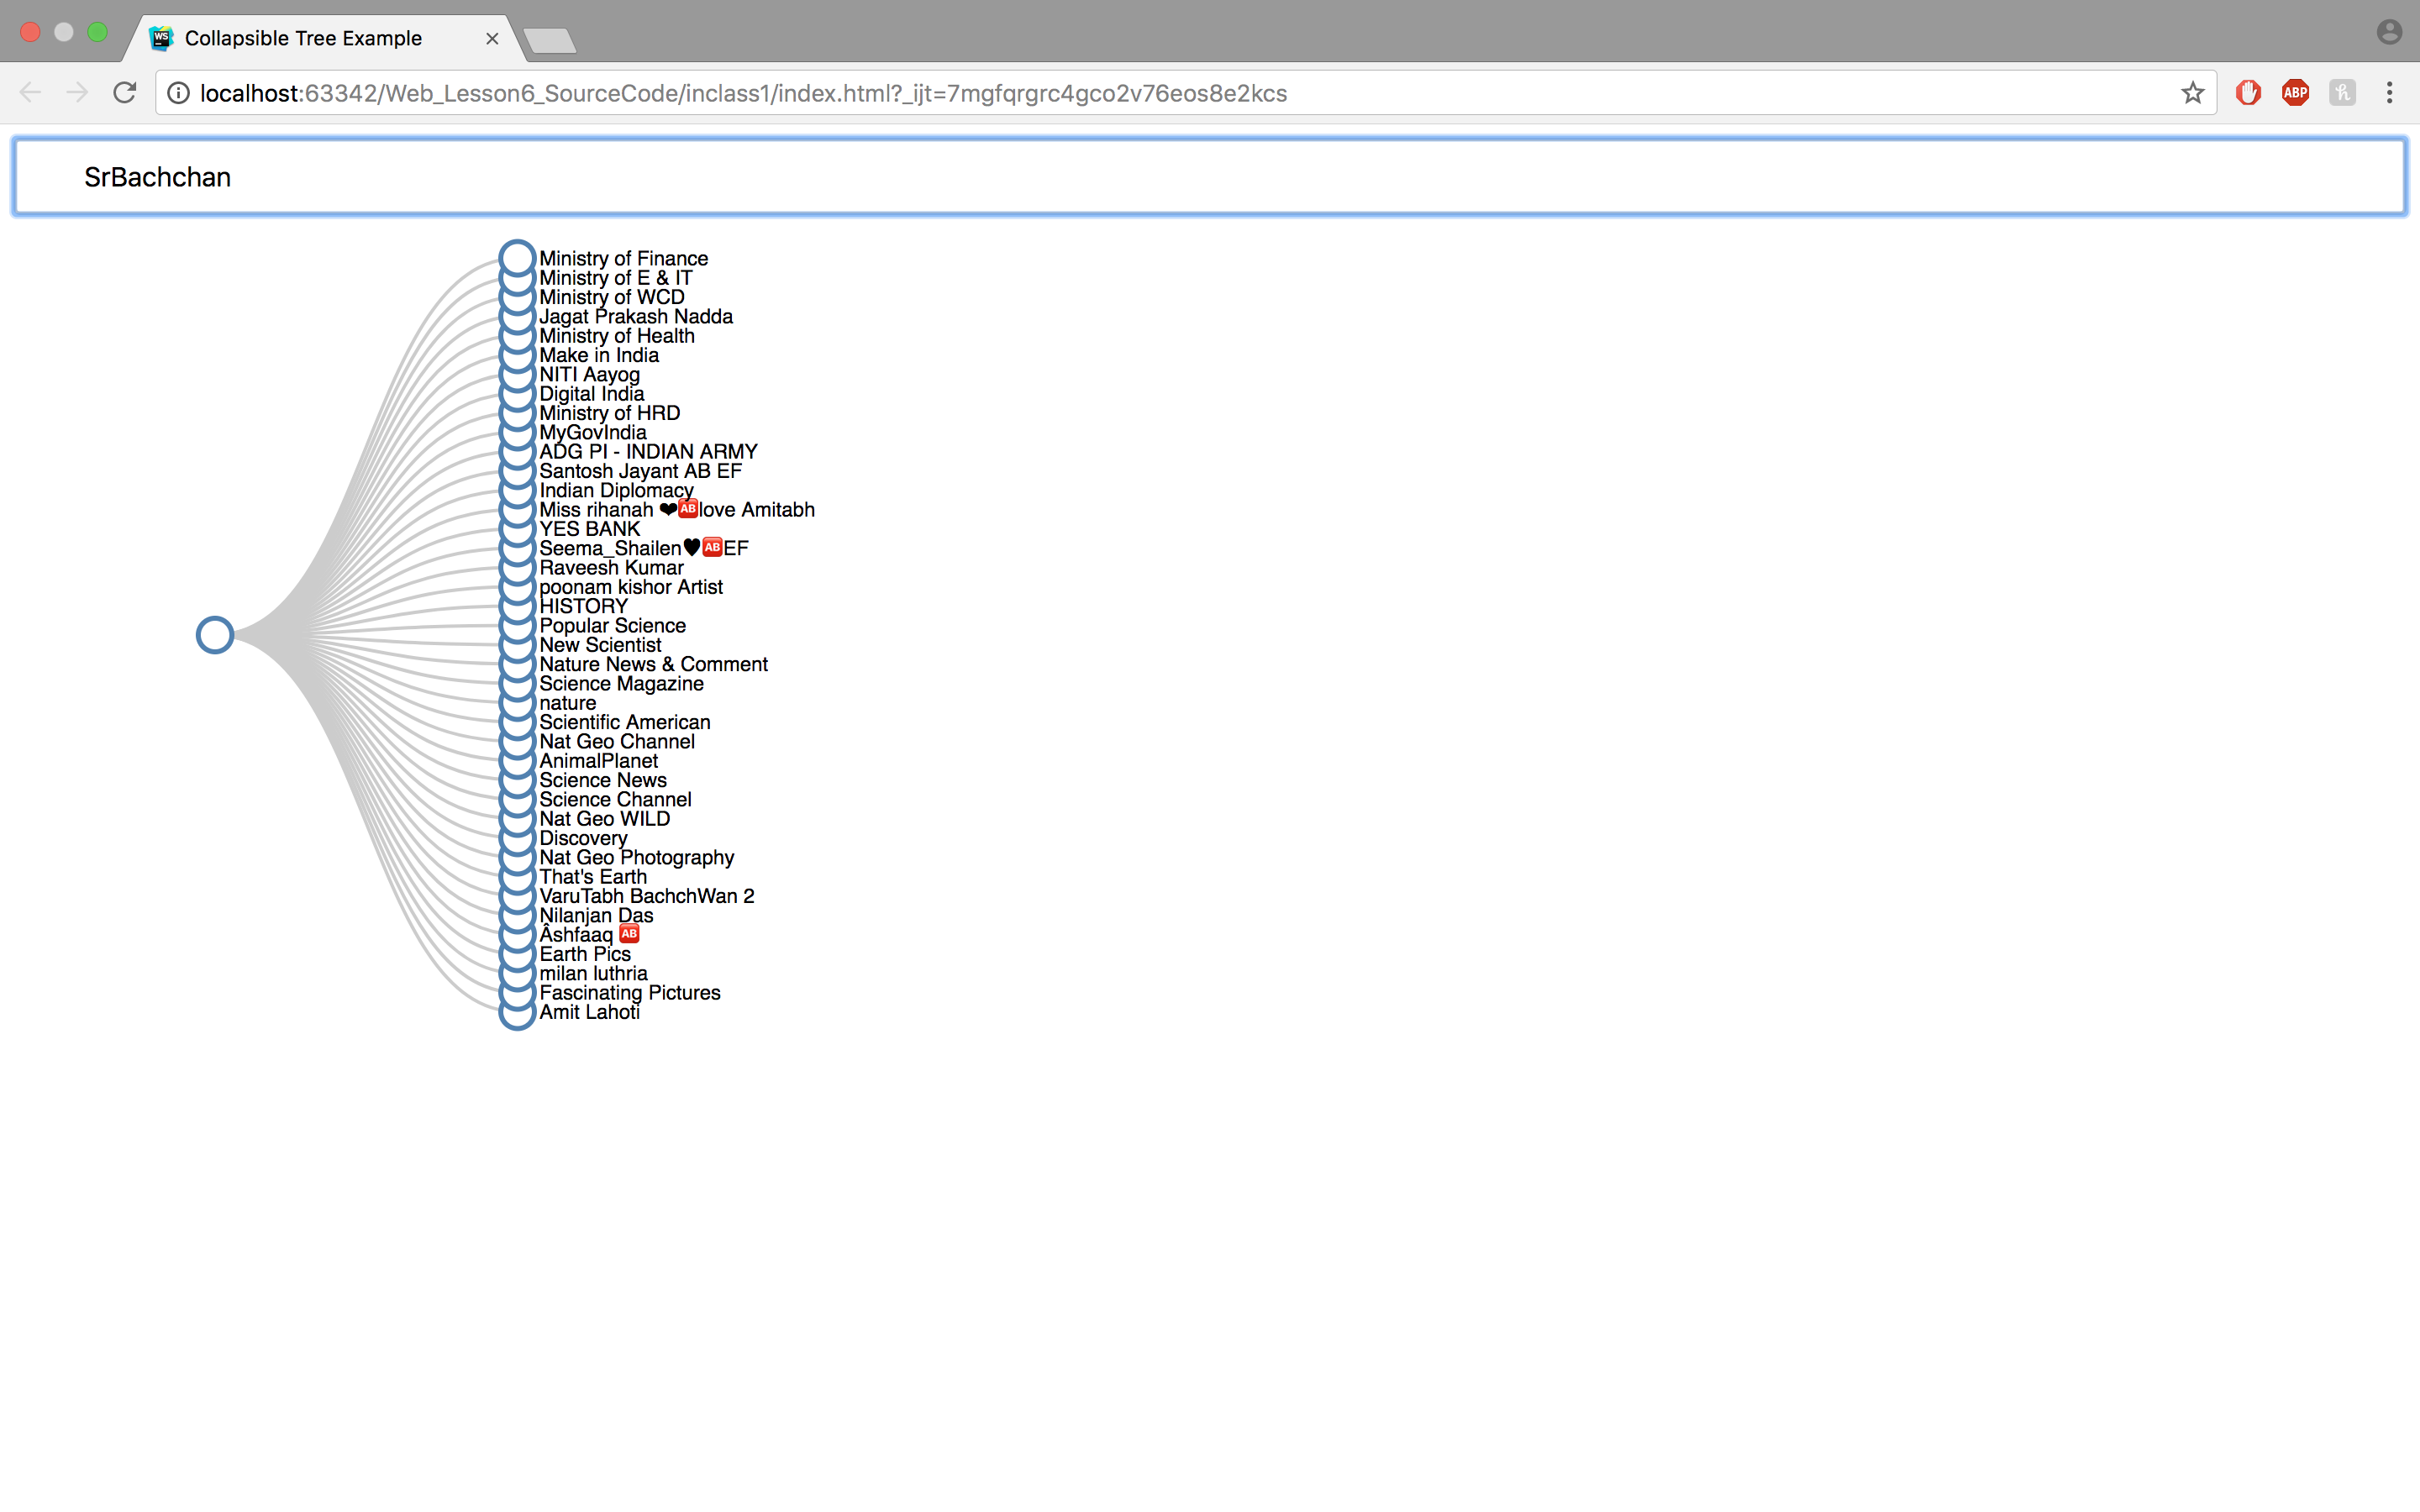 WS
Collapsible Tree Example
localhost:63342/Web_Lesson6_SourceCode/inclass1/index.html?_ijt=7mgfqrgrc4gco2v76eos8e2kcs
ABP
h
SrBachchan
Ministry of Finance
Ministry of E & IT
Ministry of WCD
Jagat Prakash Nadda
Ministry of Health
Make in India
NITI Aayog
Digital India
Ministry of HRD
MyGovIndia
ADG PI - INDIAN ARMY
Santosh Jayant AB EF
Indian Diplomacy
Miss rihanah ❤🆎love Amitabh
YES BANK
Seema_Shailen♥🆎EF
Raveesh Kumar
poonam kishor Artist
HISTORY
Popular Science
New Scientist
Nature News & Comment
Science Magazine
nature
Scientific American
Nat Geo Channel
AnimalPlanet
Science News
Science Channel
Nat Geo WILD
Discovery
Nat Geo Photography
That's Earth
VaruTabh BachchWan 2
Nilanjan Das
Âshfaaq 🆎
Earth Pics
milan luthria
Fascinating Pictures
Amit Lahoti